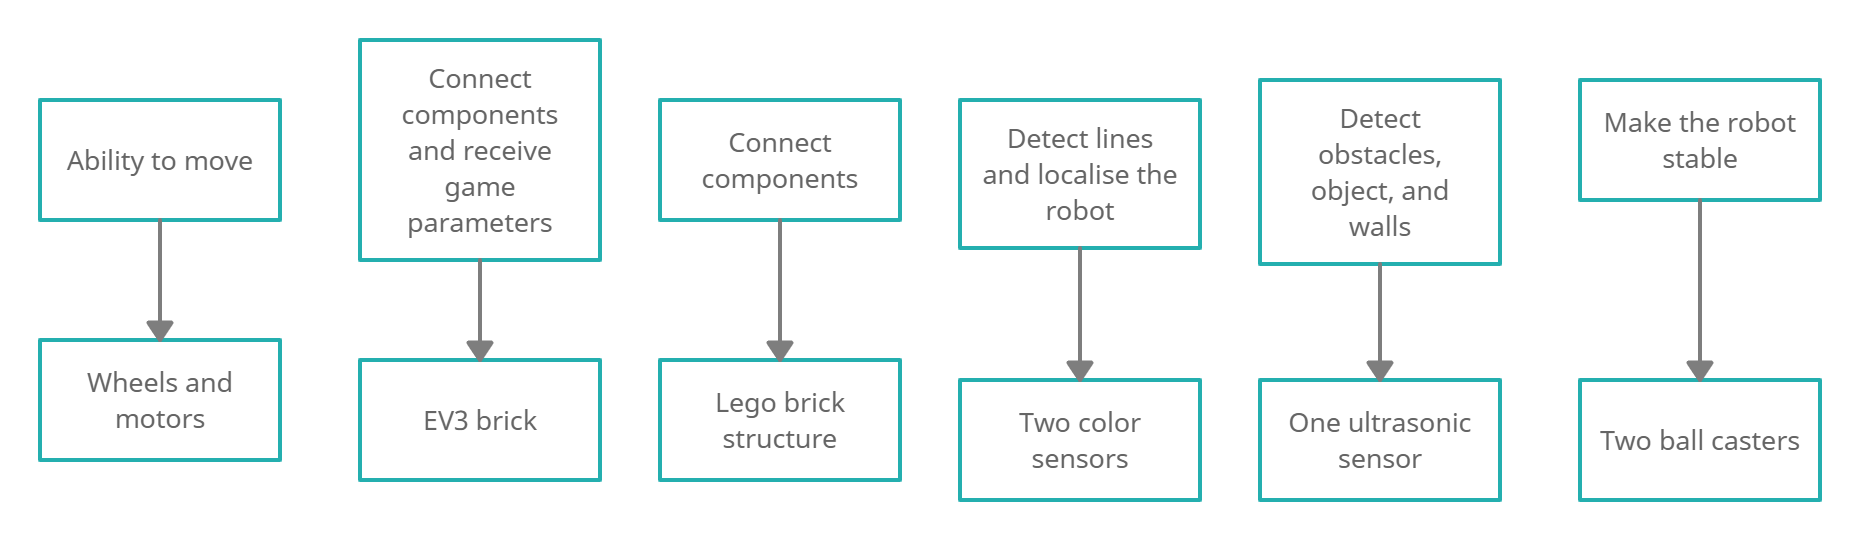 Ability to move
Connect
components
and receive
game
parameters
Connect
components
Detect lines
and localise the
robot
Detect
obstacles,
object, and
walls
Make the robot
stable
Wheels and
motors
EV3 brick
Lego brick
structure
Two color
sensors
One ultrasonic
sensor
Two ball casters